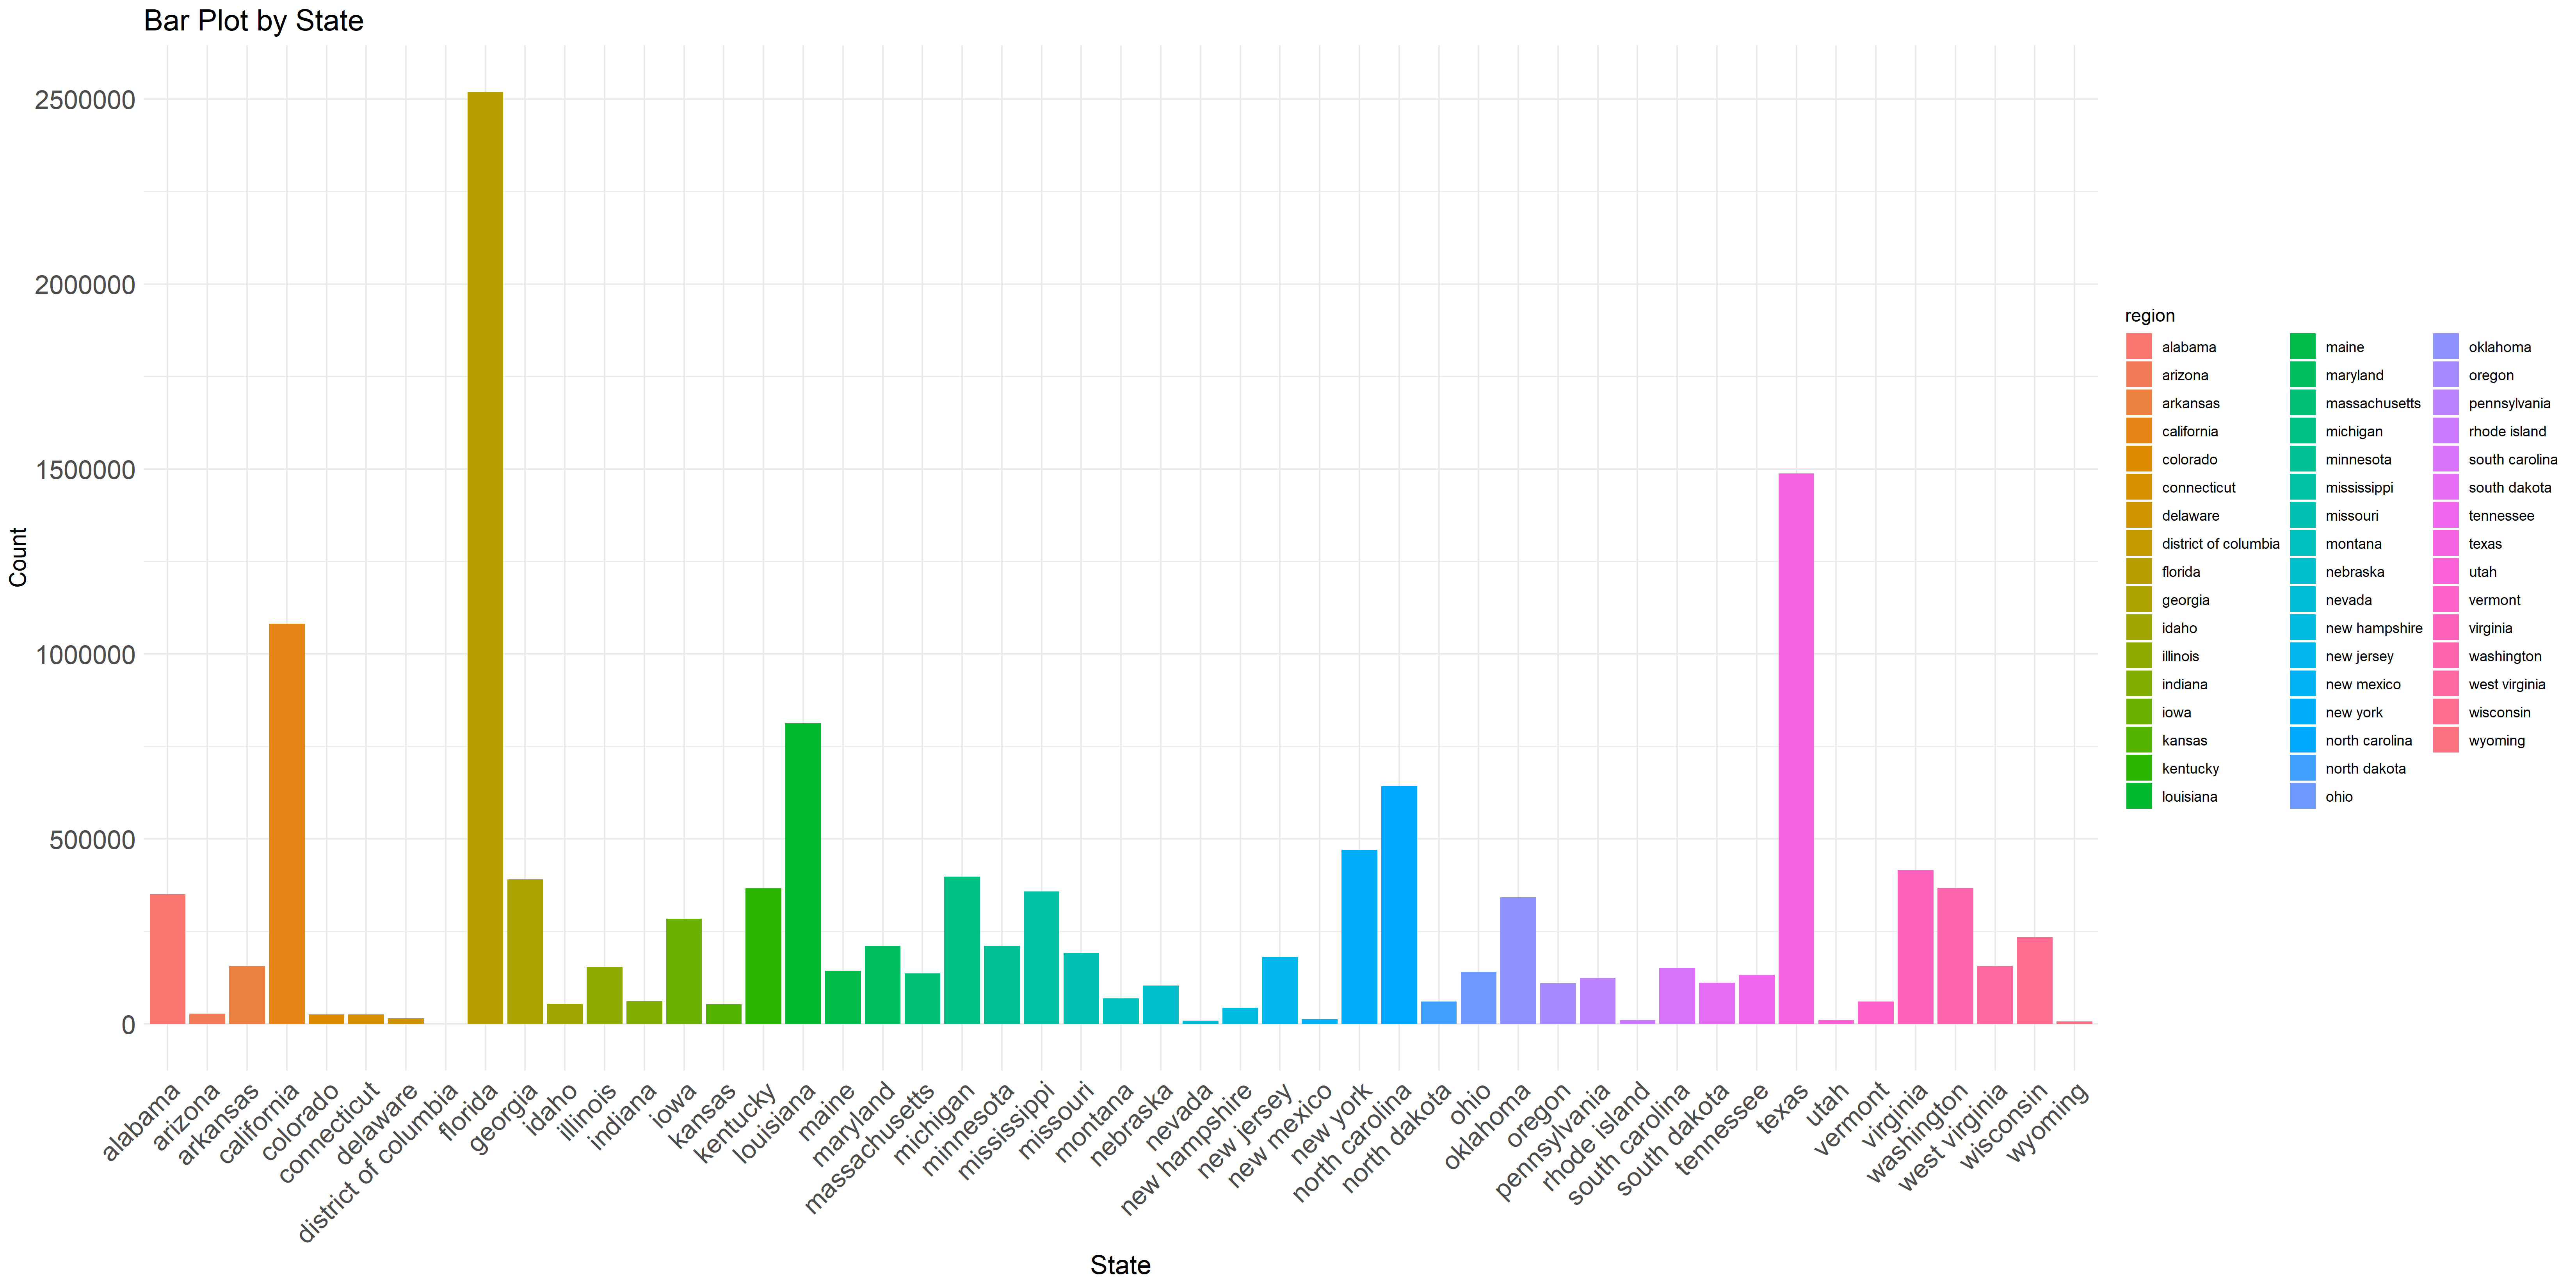 Bar Plot by State
Count
2500000
2000000
1500000
1000000
500000
0
alabama
arizona
arkansas
california
colorado
connecticut
delaware
district of columbia
florida
georgia
idaho
illinois
indiana
iowa
kansas
kentucky
louisiana
maine
maryland
massachusetts
michigan
minnesota
mississippi
missouri
montana
nebraska
nevada
new hampshire
new jersey
new mexico
new york
north carolina
north dakota
ohio
oklahoma
oregon
pennsylvania
rhode island
south carolina
south dakota
tennessee
texas
utah
vermont
virginia
washington
west virginia
wisconsin
wyoming
State
region
alabama
arizona
arkansas
california
colorado
connecticut
delaware
district of columbia
florida
georgia
idaho
illinois
indiana
iowa
kansas
kentucky
louisiana
maine
maryland
massachusetts
michigan
minnesota
mississippi
missouri
montana
nebraska
nevada
new hampshire
new jersey
new mexico
new york
north carolina
north dakota
ohio
oklahoma
oregon
pennsylvania
rhode island
south carolina
south dakota
tennessee
texas
utah
vermont
virginia
washington
west virginia
wisconsin
wyoming